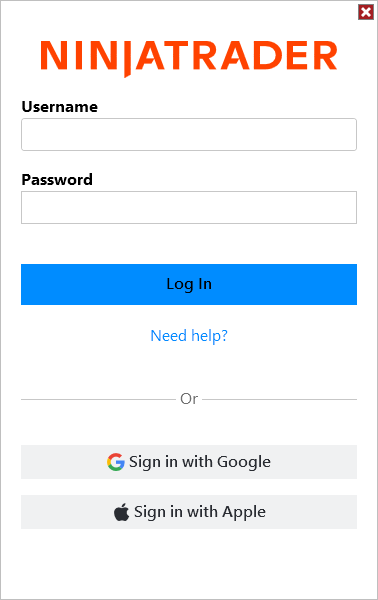 NINJATRADER
Username
Password
Log In
Need help?
Or
Sign in with Google
Sign in with Apple